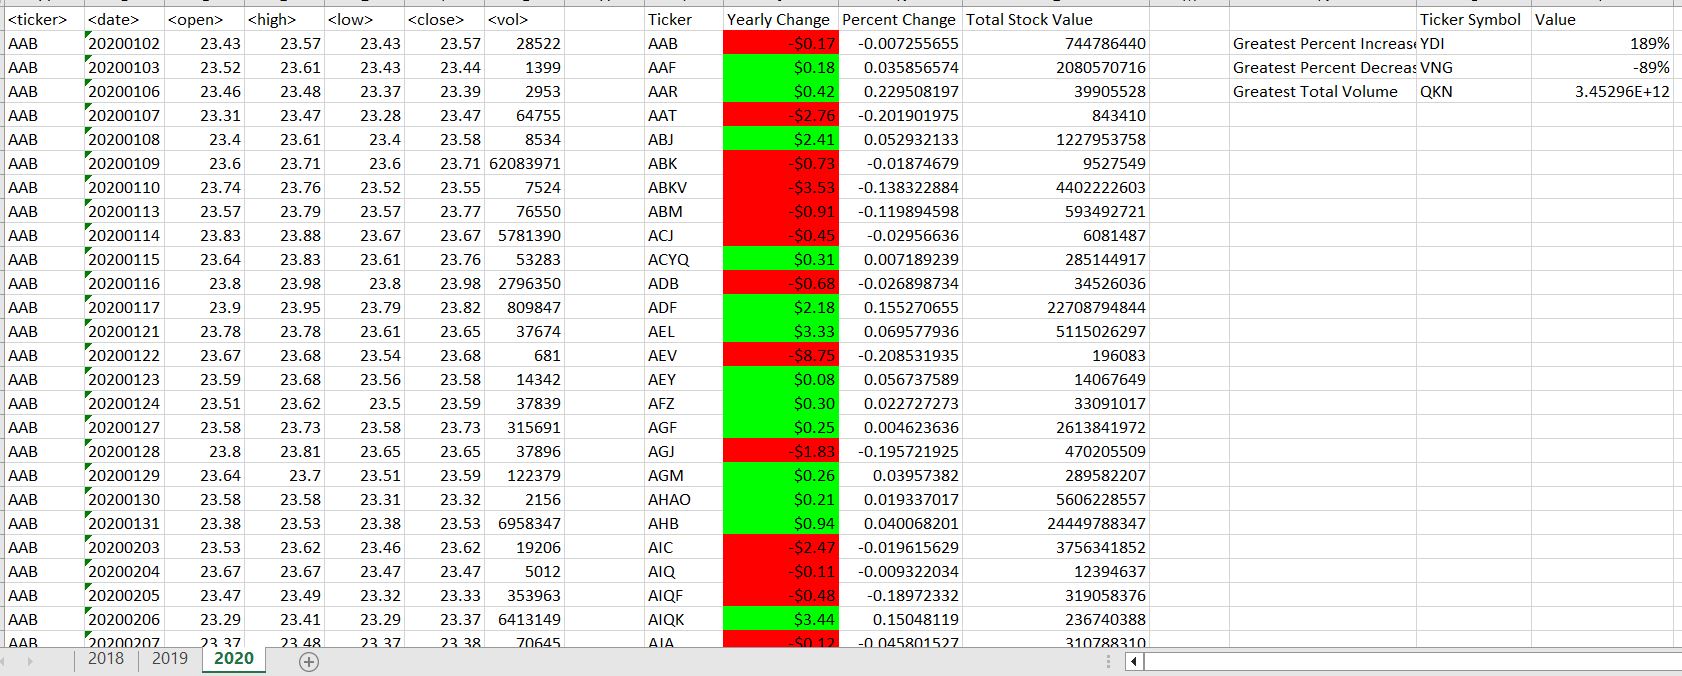 <ticker> <date> <open> <high> <low> <close> <vol> Ticker Yearly Change Percent Change Total Stock Value Ticker Symbol Value
AAB 20200102 23.43 23.57 23.43 23.57 28522 AAB -$0.17 -0.007255655 744786440 Greatest Percent Increas YDI 189%
AAB 20200103 23.52 23.61 23.43 23.44 1399 AAF $0.18 0.035856574 2080570716 Greatest Percent Decreas VNG -89%
AAB 20200106 23.46 23.48 23.37 23.39 2953 AAR $0.42 0.229508197 39905528 Greatest Total Volume QKN 3.45296E+12
AAB 20200107 23.31 23.47 23.28 23.47 64755 AAT -$2.76 -0.201901975 843410
AAB 20200108 23.4 23.61 23.4 23.58 8534 ABJ $2.41 0.052932133 1227953758
AAB 20200109 23.6 23.71 23.6 23.71 62083971 ABK -$0.73 -0.01874679 9527549
AAB 20200110 23.74 23.76 23.52 23.55 7524 ABKV -$3.53 -0.138322884 4402222603
AAB 20200113 23.57 23.79 23.57 23.77 76550 ABM -$0.91 -0.119894598 593492721
AAB 20200114 23.83 23.88 23.67 23.67 5781390 ACJ -$0.45 -0.02956636 6081487
AAB 20200115 23.64 23.83 23.61 23.76 53283 ACYQ $0.31 0.007189239 285144917
AAB 20200116 23.8 23.98 23.8 23.98 2796350 ADB -$0.68 -0.026898734 34526036
AAB 20200117 23.9 23.95 23.79 23.82 809847 ADF $2.18 0.155270655 22708794844
AAB 20200121 23.78 23.78 23.61 23.65 37674 AEL $3.33 0.069577936 5115026297
AAB 20200122 23.67 23.68 23.54 23.68 681 AEV -$8.75 -0.208531935 196083
AAB 20200123 23.59 23.68 23.56 23.58 14342 AEY $0.08 0.056737589 14067649
AAB 20200124 23.51 23.62 23.5 23.59 37839 AFZ $0.30 0.022727273 33091017
AAB 20200127 23.58 23.73 23.58 23.73 315691 AGF $0.25 0.004623636 2613841972
AAB 20200128 23.8 23.81 23.65 23.65 37896 AGJ -$1.83 -0.195721925 470205509
AAB 20200129 23.64 23.7 23.51 23.59 122379 AGM $0.26 0.03957382 289582207
AAB 20200130 23.58 23.58 23.31 23.32 2156 AHAO $0.21 0.019337017 5606228557
AAB 20200131 23.38 23.53 23.38 23.53 6958347 AHB $0.94 0.040068201 24449788347
AAB 20200203 23.53 23.62 23.46 23.62 19206 AIC -$2.47 -0.019615629 3756341852
AAB 20200204 23.67 23.67 23.47 23.47 5012 AIQ -$0.11 -0.009322034 12394637
AAB 20200205 23.47 23.49 23.32 23.33 353963 AIQF -$0.48 -0.18972332 319058376
AAB 20200206 23.29 23.41 23.29 23.37 6413149 AIQK $3.44 0.15048119 236740388
AAB 20200207 23.37 23.48 23.37 23.38 70645 AJA -$0.12 -0.045801527 310788310
2018 2019 2020